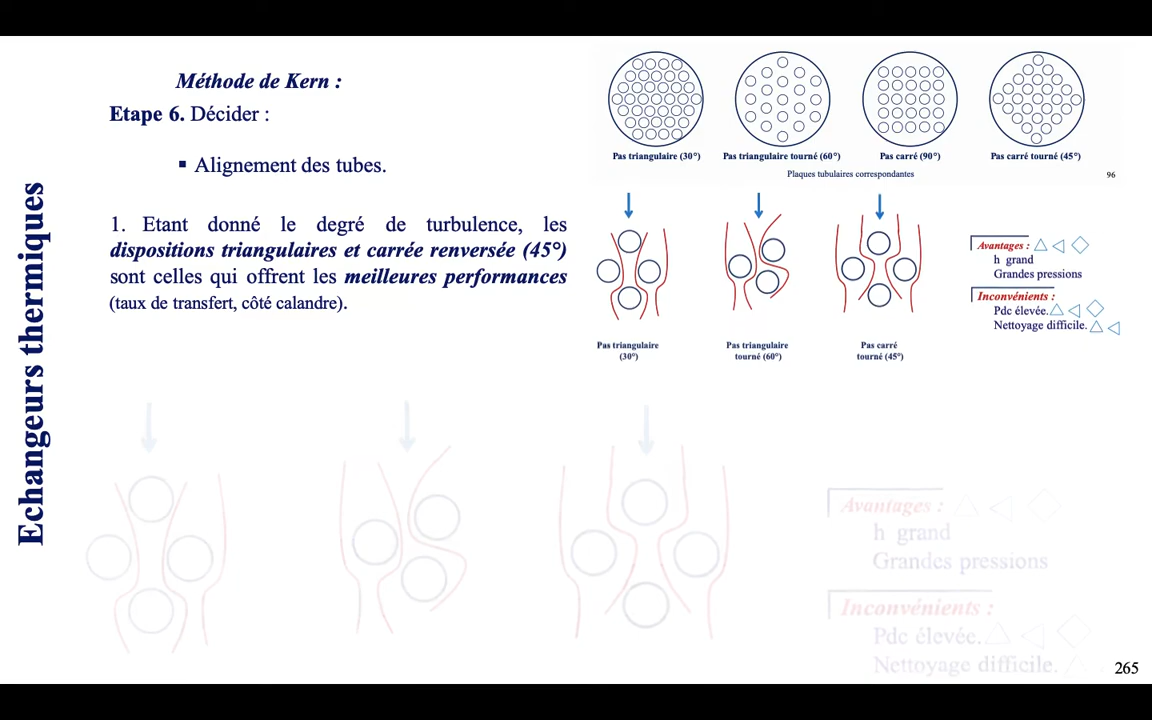 Echangeurs thermiques
Méthode de Kern :
Etape 6. Décider :
▪ Alignement des tubes.
1. Etant donné le degré de turbulence, les
dispositions triangulaires et carrée renversée (45°)
sont celles qui offrent les meilleures performances
(taux de transfert, côté calandre).
Pas triangulaire (30°) Pas triangulaire tourné (60°) Pas carré (90°) Pas carré tourné (45°)
Plaques tubulaires correspondantes
96
Pas triangulaire
(30°)
Pas triangulaire
tourné (60°)
Pas carré
tourné (45°)
Avantages :
h grand
Grandes pressions
Inconvénients :
Pdc élevée.
Nettoyage difficile.
Avantages :
h grand
Grandes pressions
Inconvénients :
Pdc élevée.
Nettoyage difficile.
265